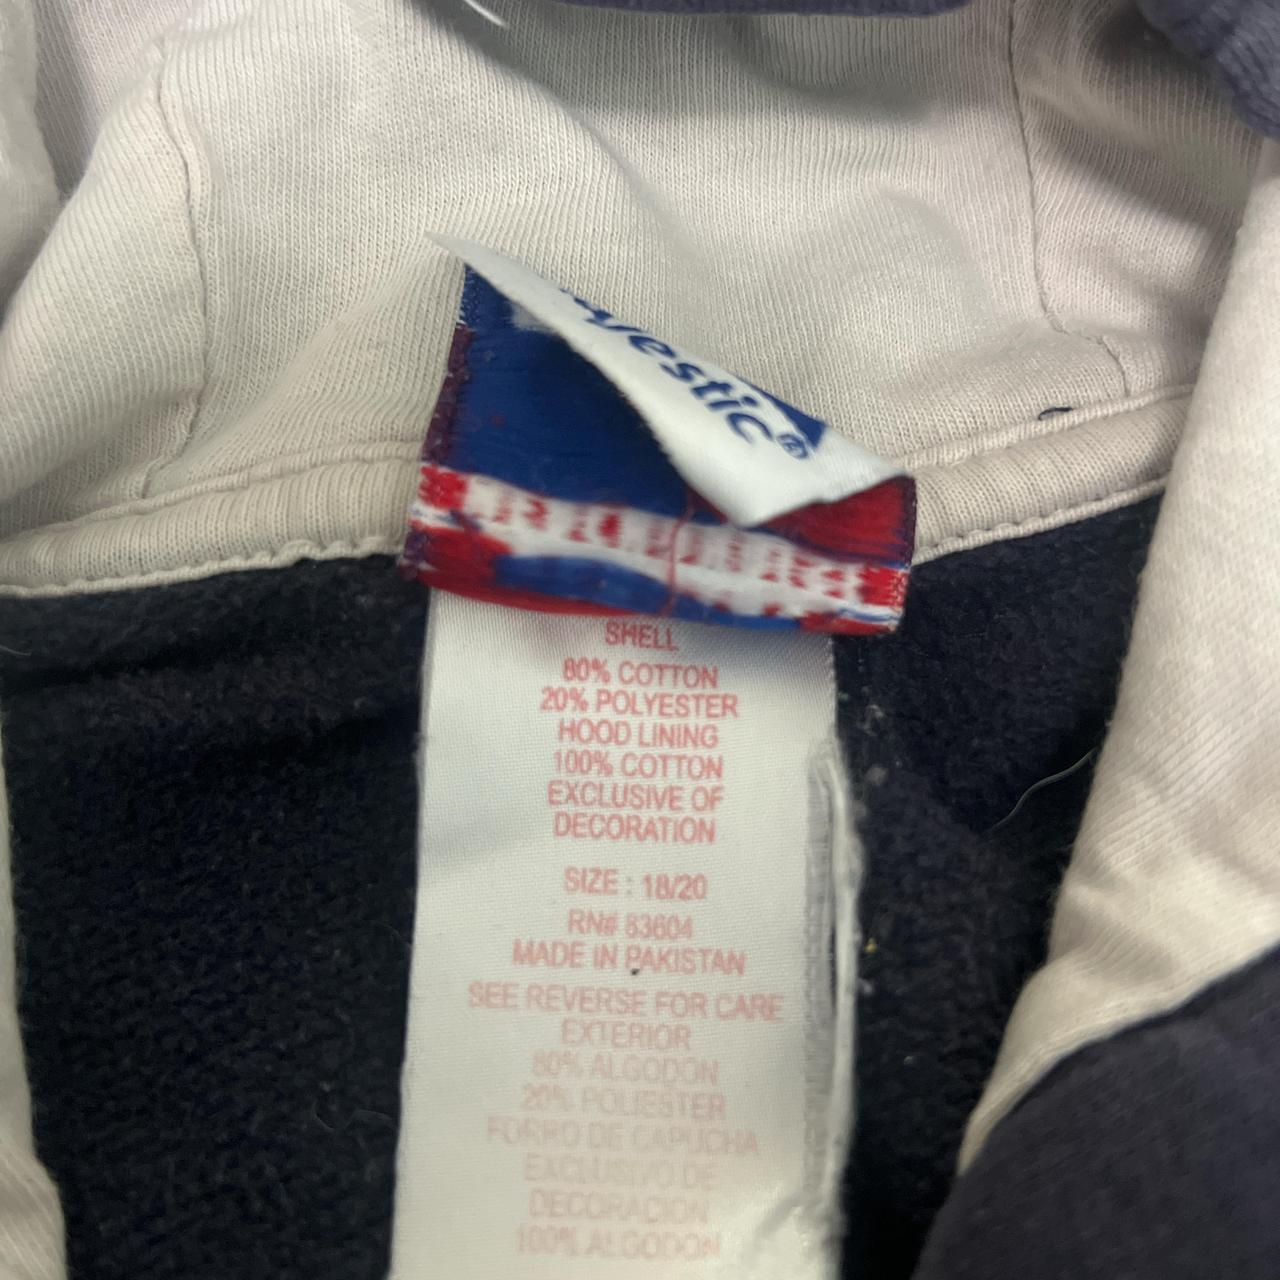 ajestic®
SHELL
80% COTTON
20% POLYESTER
HOOD LINING
100% COTTON
EXCLUSIVE OF
DECORATION
SIZE : 18/20
RN# 83604
MADE IN PAKISTAN
SEE REVERSE FOR CARE
EXTERIOR
80% ALGODON
20% POLIESTER
FORRO DE CAPUCHA
EXCLUSIVO DE
DECORACION
100% ALGODON